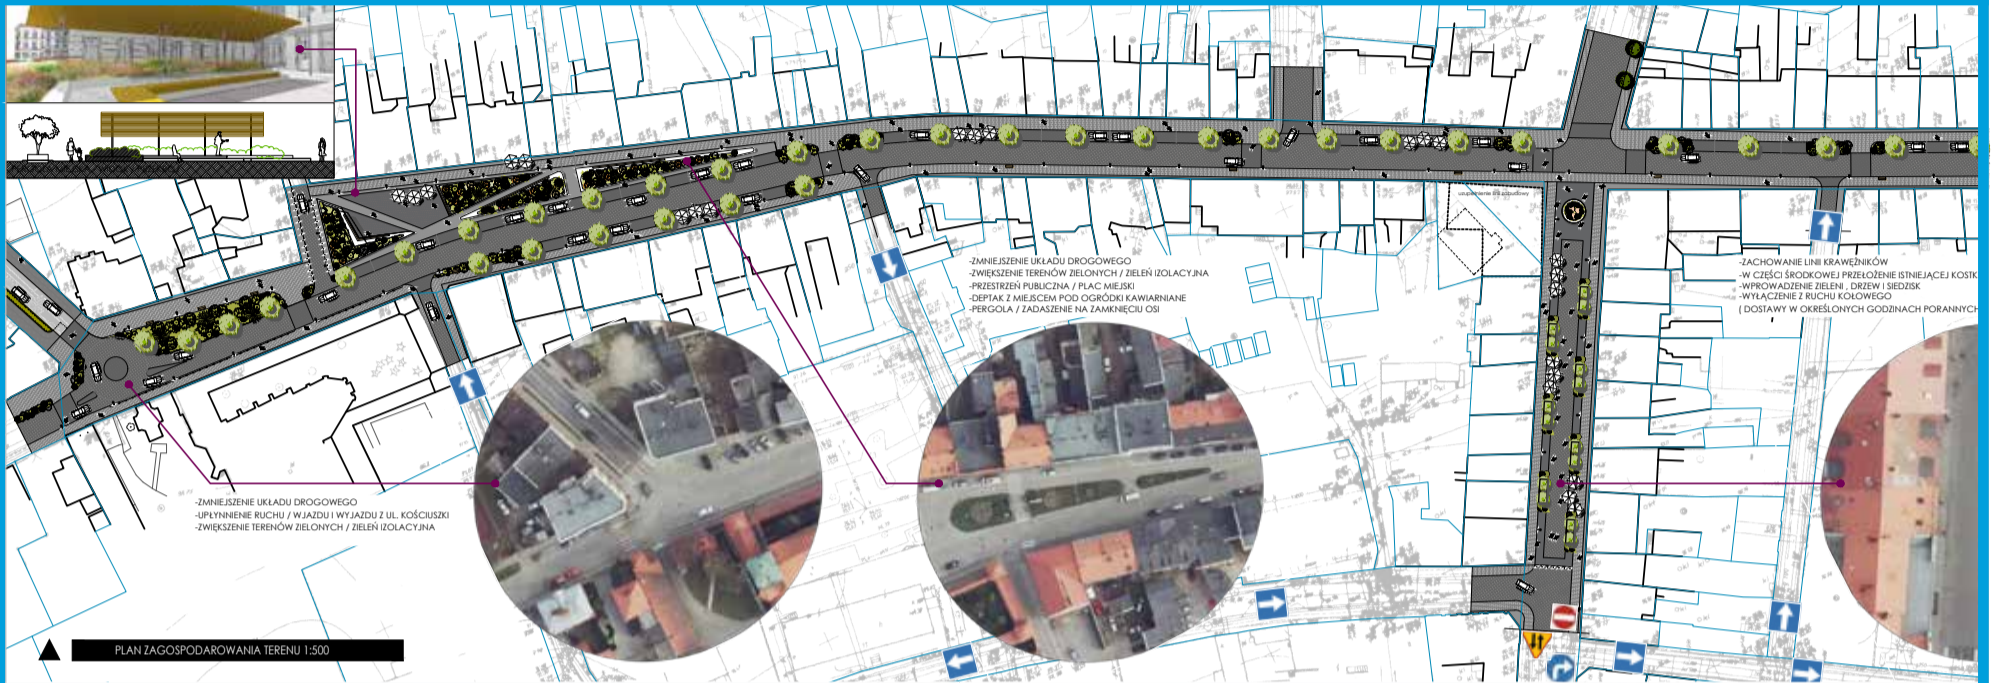 uzupełnienie linii zabudowy
-ZMNIEJSZENIE UKŁADU DROGOWEGO
-ZWIĘKSZENIE TERENÓW ZIELONYCH / ZIELEŃ IZOLACYJNA
-PRZESTRZEŃ PUBLICZNA / PLAC MIEJSKI
-DEPTAK Z MIEJSCEM POD OGRÓDKI KAWIARNIANE
-PERGOLA / ZADASZENIE NA ZAMKNIĘCIU OSI
-ZACHOWANIE LINII KRAWĘŻNIKÓW
-W CZĘŚCI ŚRODKOWEJ PRZEŁOŻENIE ISTNIEJĄCEJ KOSTK
-WPROWADZENIE ZIELENI , DRZEW I SIEDZISK
-WYŁĄCZENIE Z RUCHU KOŁOWEGO
( DOSTAWY W OKREŚLONYCH GODZINACH PORANNYCH
-ZMNIEJSZENIE UKŁADU DROGOWEGO
-UPŁYNNIENIE RUCHU / WJAZDU I WYJAZDU Z UL. KOŚCIUSZKI
-ZWIĘKSZENIE TERENÓW ZIELONYCH / ZIELEŃ IZOLACYJNA
PLAN ZAGOSPODAROWANIA TERENU 1:500